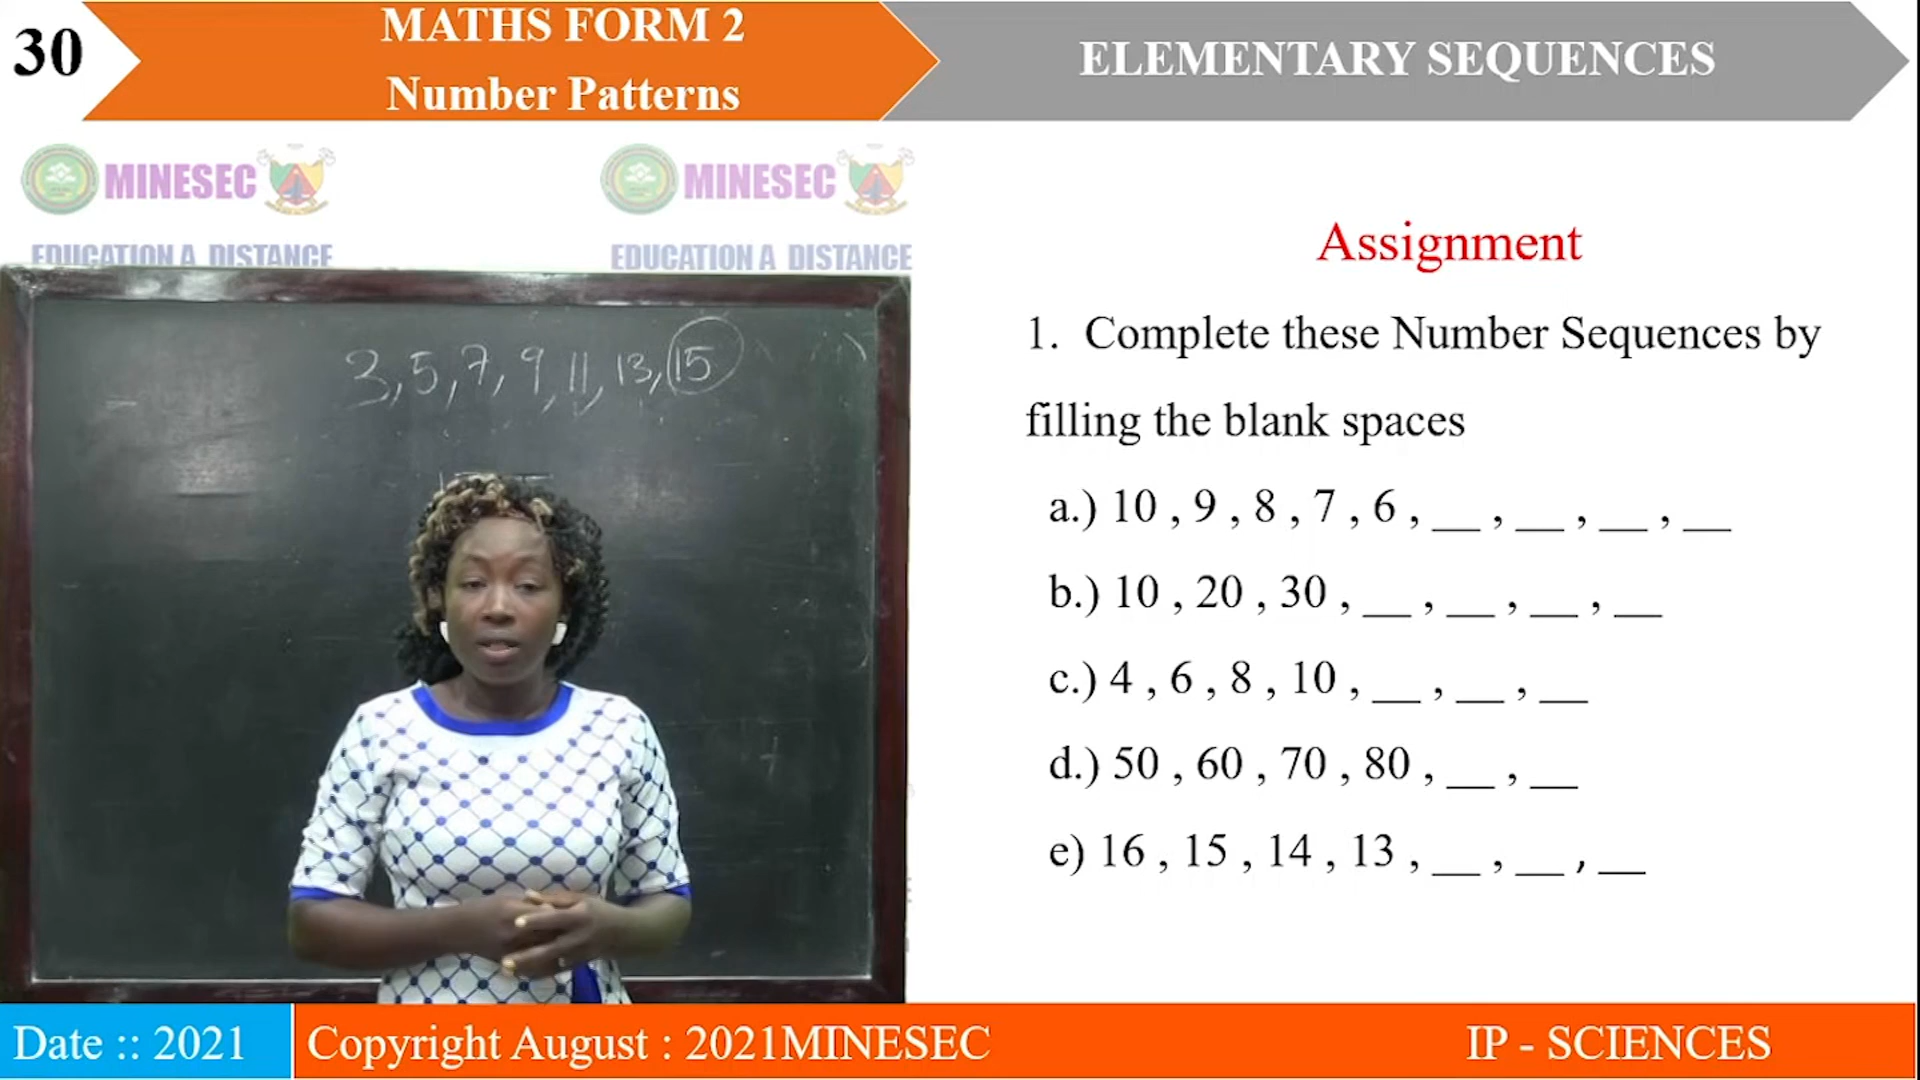 30
MATHS FORM 2
Number Patterns
ELEMENTARY SEQUENCES
MINESEC
MINESEC
EDUCATION A DISTANCE
EDUCATION A DISTANCE
3, 5, 7, 9, 11, 13, 15
Assignment
1. Complete these Number Sequences by
filling the blank spaces
a.) 10 , 9 , 8 , 7 , 6 , __ , __ , __ , __
b.) 10 , 20 , 30 , __ , __ , __ , __
c.) 4 , 6 , 8 , 10 , __ , __ , __
d.) 50 , 60 , 70 , 80 , __ , __
e) 16 , 15 , 14 , 13 , __ , __ , __
Date :: 2021
Copyright August : 2021MINESEC
IP - SCIENCES